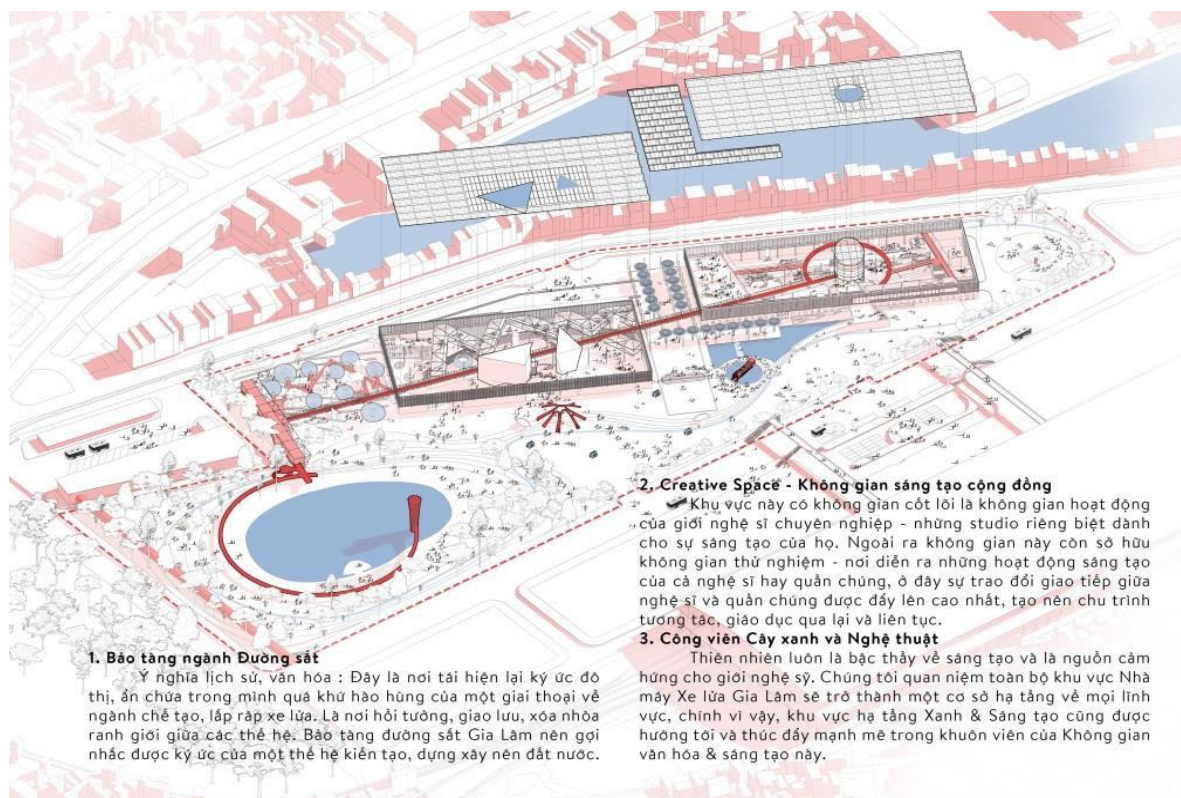 1. Bảo tàng ngành Đường sắt
Ý nghĩa lịch sử, văn hóa : Đây là nơi tái hiện lại ký ức đô
thị, ẩn chứa trong mình quá khứ hào hùng của một giai thoại về
ngành chế tạo, lắp ráp xe lửa. Là nơi hồi tưởng, giao lưu, xóa nhòa
ranh giới giữa các thế hệ. Bảo tàng đường sắt Gia Lâm nên gợi
nhắc được ký ức của một thế hệ kiến tạo, dựng xây nên đất nước.
2. Creative Space - Không gian sáng tạo cộng đồng
Khu vực này có không gian cốt lõi là không gian hoạt động
của giới nghệ sĩ chuyên nghiệp - những studio riêng biệt dành
cho sự sáng tạo của họ. Ngoài ra không gian này còn sở hữu
không gian thử nghiệm - nơi diễn ra những hoạt động sáng tạo
của cả nghệ sĩ hay quần chúng, ở đây sự trao đổi giao tiếp giữa
nghệ sĩ và quần chúng được đẩy lên cao nhất, tạo nên chu trình
tương tác, giáo dục qua lại và liên tục.
3. Công viên Cây xanh và Nghệ thuật
Thiên nhiên luôn là bậc thầy về sáng tạo và là nguồn cảm
hứng cho giới nghệ sỹ. Chúng tôi quan niệm toàn bộ khu vực Nhà
máy Xe lửa Gia Lâm sẽ trở thành một cơ sở hạ tầng về mọi lĩnh
vực, chính vì vậy, khu vực hạ tầng Xanh & Sáng tạo cũng được
hướng tới và thúc đẩy mạnh mẽ trong khuôn viên của Không gian
văn hóa & sáng tạo này.